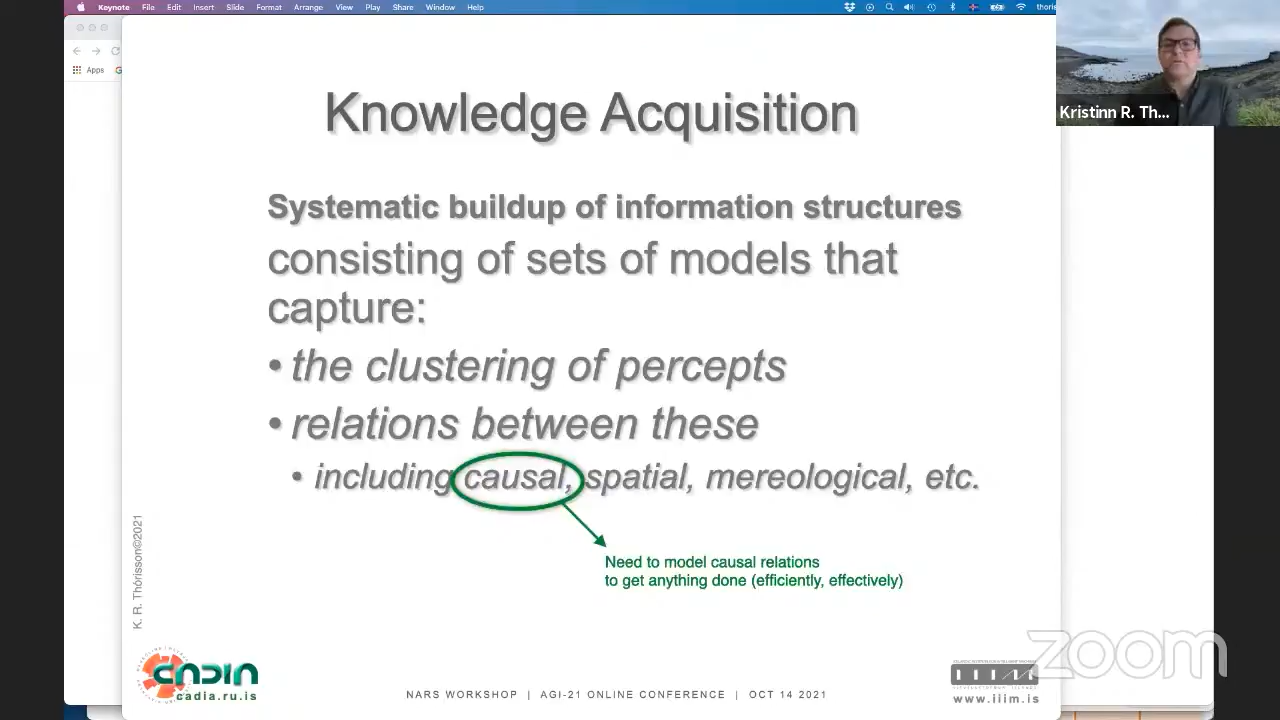 Keynote File Edit Insert Slide Format Arrange View Play Share Window Help
thoris
Apps
Kristinn R. Th...
Knowledge Acquisition
Systematic buildup of information structures
consisting of sets of models that
capture:
• the clustering of percepts
• relations between these
• including causal, spatial, mereological, etc.
Need to model causal relations
to get anything done (efficiently, effectively)
K. R. Thórisson©2021
CADIA
cadia.ru.is
NARS WORKSHOP | AGI-21 ONLINE CONFERENCE | OCT 14 2021
IIIM
www.iiim.is
zoom